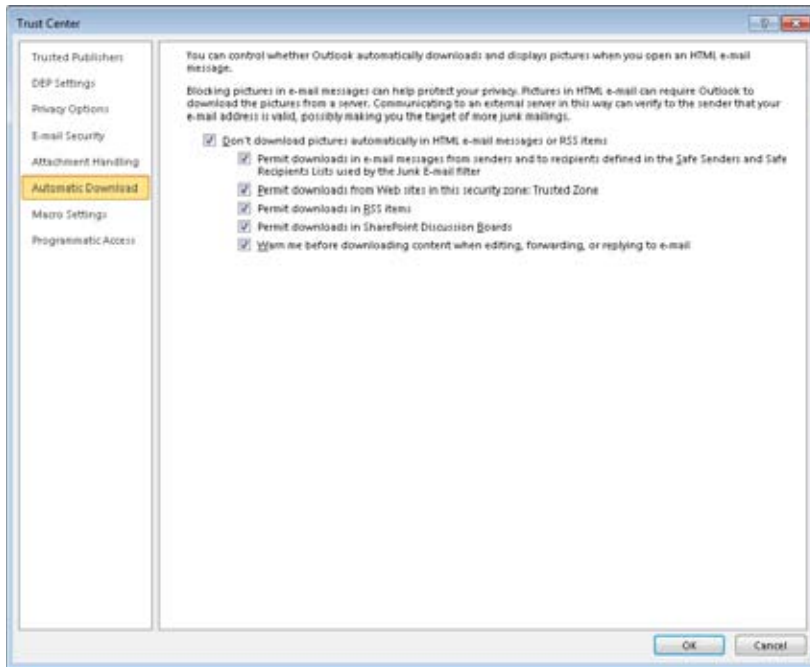 Trust Center
Trusted Publishers
DEP Settings
Privacy Options
E-mail Security
Attachment Handling
Automatic Download
Macro Settings
Programmatic Access
You can control whether Outlook automatically downloads and displays pictures when you open an HTML e-mail
message.
Blocking pictures in e-mail messages can help protect your privacy. Pictures in HTML e-mail can require Outlook to
download the pictures from a server. Communicating to an external server in this way can verify to the sender that your
e-mail address is valid, possibly making you the target of more junk mailings.
Don't download pictures automatically in HTML e-mail messages or RSS items
Permit downloads in e-mail messages from senders and to recipients defined in the Safe Senders and Safe
Recipients Lists used by the Junk E-mail filter
Permit downloads from Web sites in this security zone: Trusted Zone
Permit downloads in RSS items
Permit downloads in SharePoint Discussion Boards
Warn me before downloading content when editing, forwarding, or replying to e-mail
OK
Cancel